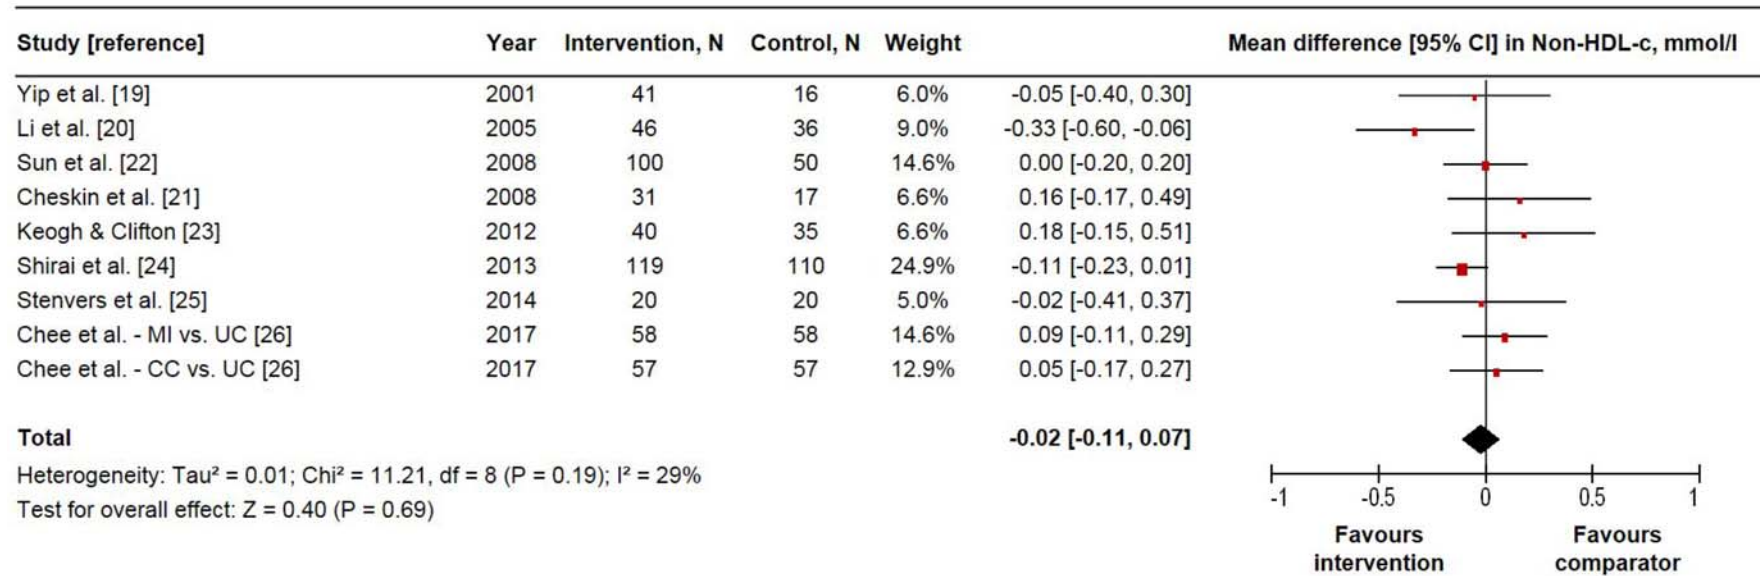 Study [reference] Year Intervention, N Control, N Weight Mean difference [95% CI] in Non-HDL-c, mmol/l
Yip et al. [19] 2001 41 16 6.0% -0.05 [-0.40, 0.30]
Li et al. [20] 2005 46 36 9.0% -0.33 [-0.60, -0.06]
Sun et al. [22] 2008 100 50 14.6% 0.00 [-0.20, 0.20]
Cheskin et al. [21] 2008 31 17 6.6% 0.16 [-0.17, 0.49]
Keogh & Clifton [23] 2012 40 35 6.6% 0.18 [-0.15, 0.51]
Shirai et al. [24] 2013 119 110 24.9% -0.11 [-0.23, 0.01]
Stenvers et al. [25] 2014 20 20 5.0% -0.02 [-0.41, 0.37]
Chee et al. - MI vs. UC [26] 2017 58 58 14.6% 0.09 [-0.11, 0.29]
Chee et al. - CC vs. UC [26] 2017 57 57 12.9% 0.05 [-0.17, 0.27]
Total -0.02 [-0.11, 0.07]
Heterogeneity: Tau² = 0.01; Chi² = 11.21, df = 8 (P = 0.19); I² = 29%
Test for overall effect: Z = 0.40 (P = 0.69)
-1 -0.5 0 0.5 1
Favours Favours
intervention comparator